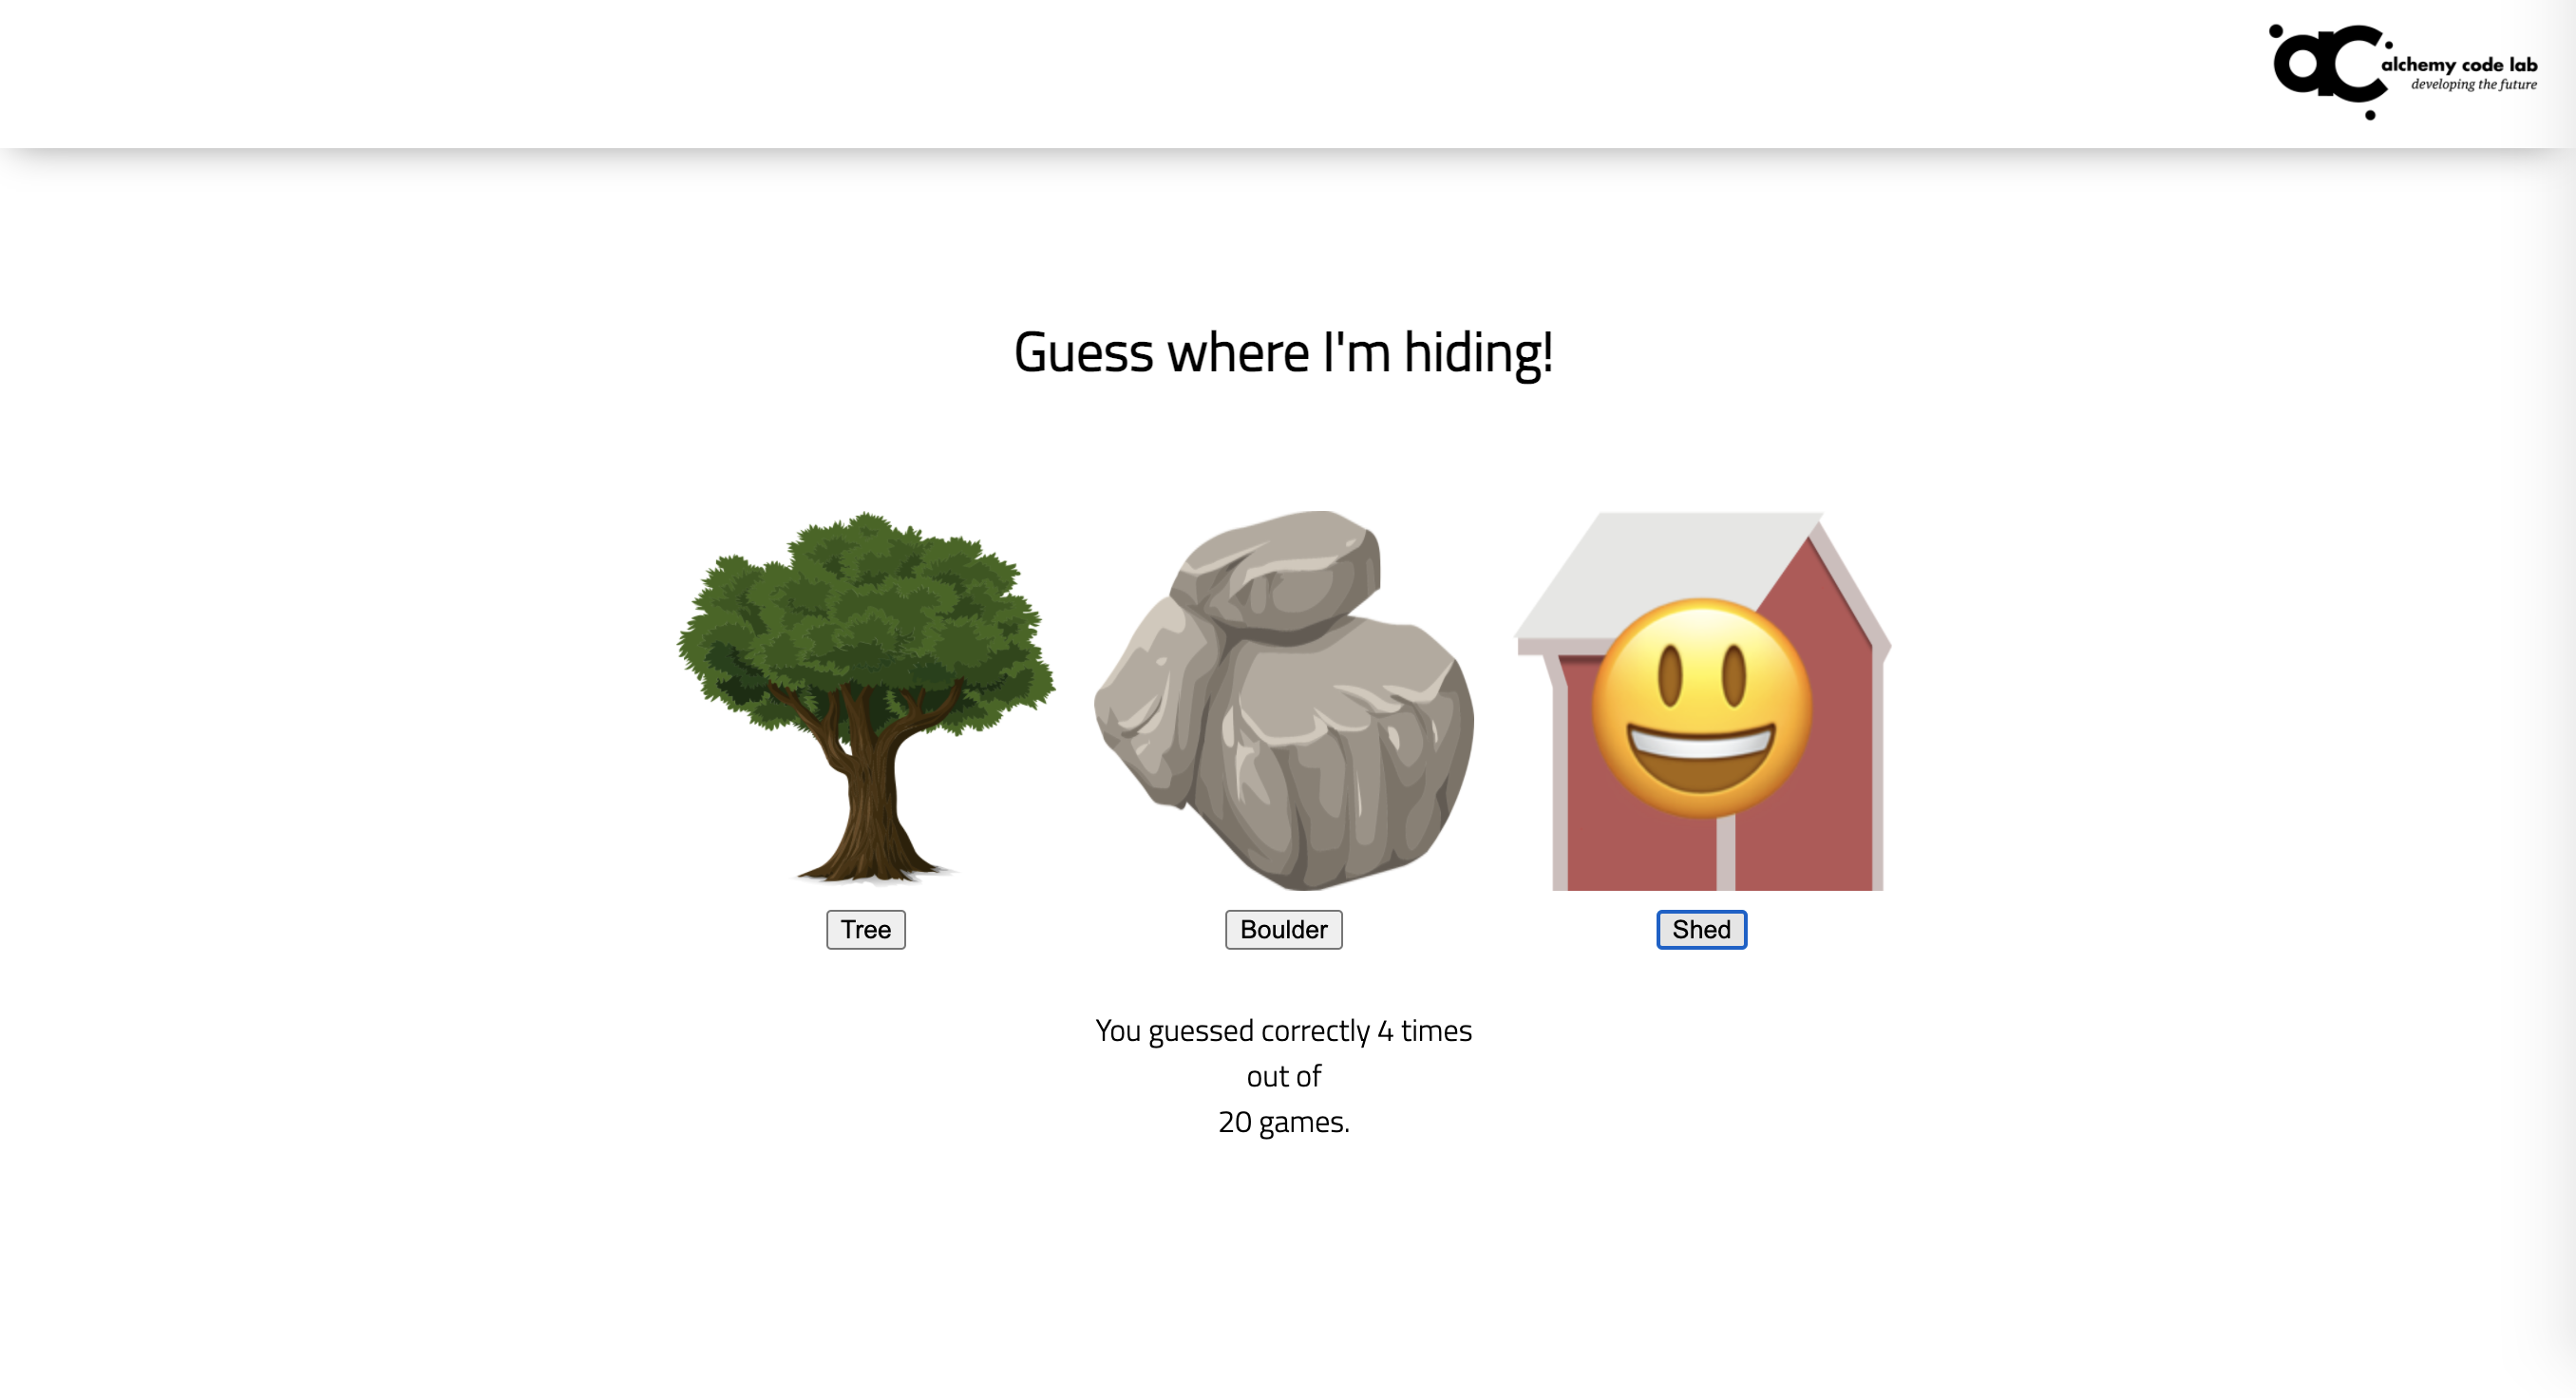 ac
alchemy code lab
developing the future
Guess where I'm hiding!
Tree
Boulder
Shed
You guessed correctly 4 times
out of
20 games.